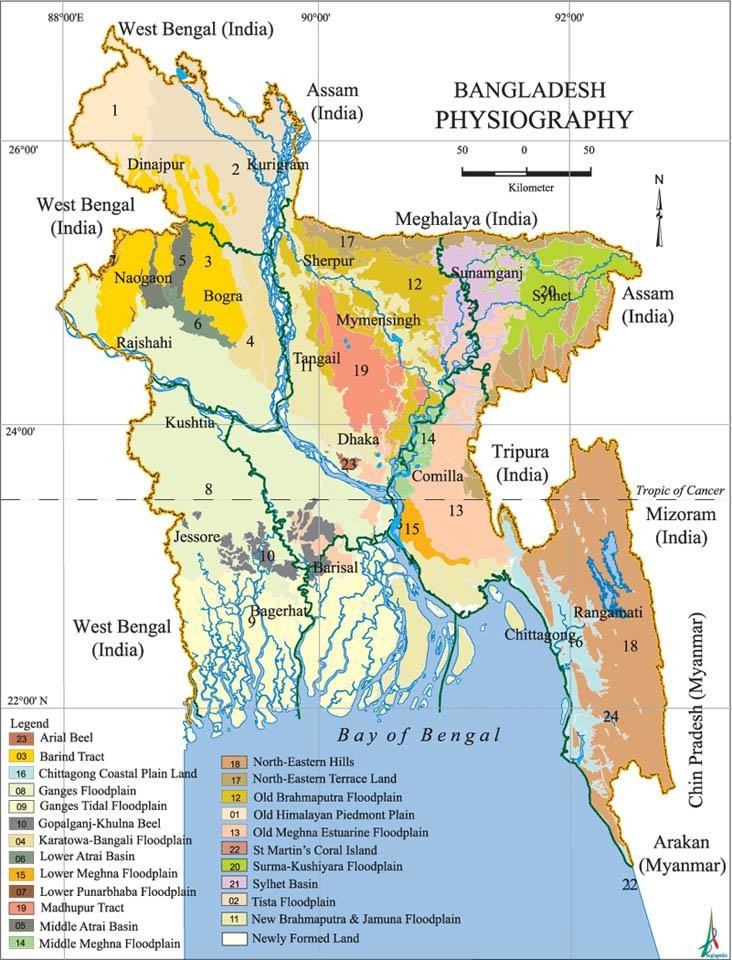 88°00'E
90°00'
92°00'
West Bengal (India)
Assam
(India)
BANGLADESH
PHYSIOGRAPHY
50
0
50
Kilometer
N
1
26°00'
Dinajpur
2
Kurigram
West Bengal
(India)
Meghalaya (India)
17
Sherpur
7
5
3
Naogaon
12
Sunamganj
21
20
Sylhet
Assam
(India)
Bogra
6
Mymensingh
Rajshahi
4
Tangail
11
19
24°00'
Kushtia
Dhaka
14
23
Comilla
Tripura
(India)
Tropic of Cancer
8
13
Mizoram
(India)
Jessore
15
10
Barisal
Bagerhat
9
Rangamati
West Bengal
(India)
Chittagong
16
18
Chin Pradesh (Myanmar)
22°00' N
24
Bay of Bengal
Legend
23 Arial Beel
03 Barind Tract
16 Chittagong Coastal Plain Land
08 Ganges Floodplain
09 Ganges Tidal Floodplain
10 Gopalganj-Khulna Beel
04 Karatowa-Bangali Floodplain
06 Lower Atrai Basin
15 Lower Meghna Floodplain
07 Lower Punarbhaba Floodplain
19 Madhupur Tract
05 Middle Atrai Basin
14 Middle Meghna Floodplain
18 North-Eastern Hills
17 North-Eastern Terrace Land
12 Old Brahmaputra Floodplain
01 Old Himalayan Piedmont Plain
13 Old Meghna Estuarine Floodplain
22 St Martin's Coral Island
20 Surma-Kushiyara Floodplain
21 Sylhet Basin
02 Tista Floodplain
11 New Brahmaputra & Jamuna Floodplain
Newly Formed Land
Arakan
(Myanmar)
22